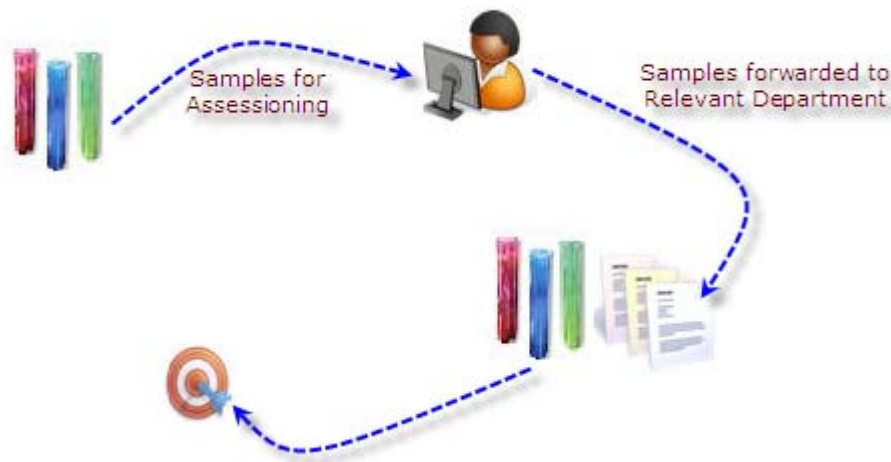 Samples for
Assessioning
Samples forwarded to
Relevant Department